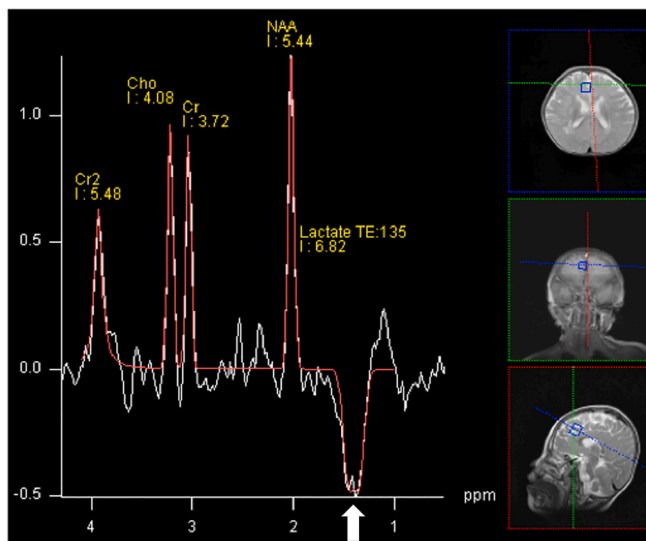 NAA
I : 5.44
Cho
I : 4.08
Cr
I : 3.72
1.0
Cr2
I : 5.48
0.5
Lactate TE:135
I : 6.82
0.0
-0.5
ppm
4 3 2 1